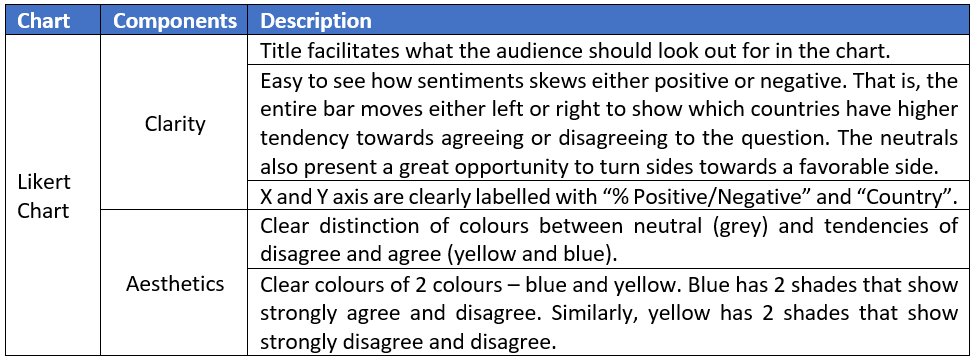 Chart Components Description
Title facilitates what the audience should look out for in the chart.
Easy to see how sentiments skews either positive or negative. That is, the
entire bar moves either left or right to show which countries have higher
tendency towards agreeing or disagreeing to the question. The neutrals
also present a great opportunity to turn sides towards a favorable side.
X and Y axis are clearly labelled with “% Positive/Negative” and “Country”.
Clarity
Likert
Chart
Clear distinction of colours between neutral (grey) and tendencies of
disagree and agree (yellow and blue).
Aesthetics
Clear colours of 2 colours – blue and yellow. Blue has 2 shades that show
strongly agree and disagree. Similarly, yellow has 2 shades that show
strongly disagree and disagree.